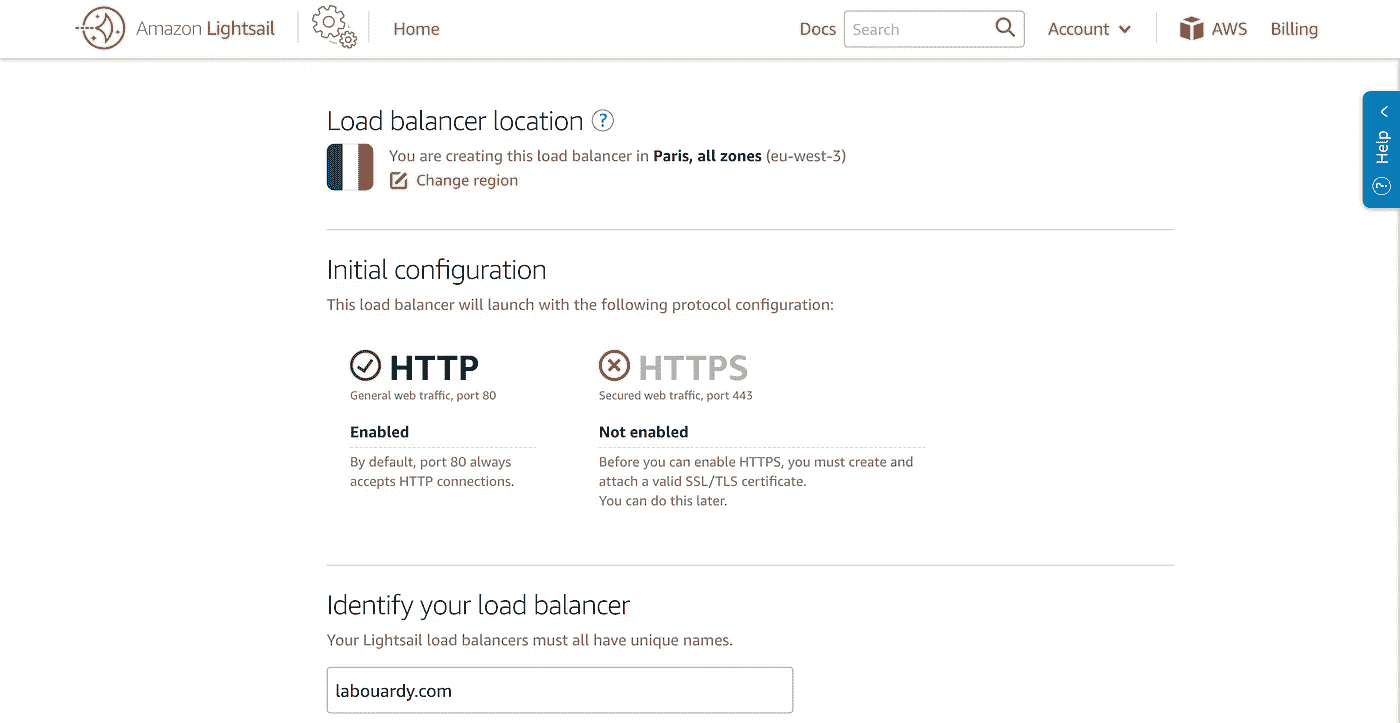 Amazon Lightsail
Home
Docs
Search
Account
AWS
Billing
Help
?
Load balancer location ?
You are creating this load balancer in Paris, all zones (eu-west-3)
Change region
Initial configuration
This load balancer will launch with the following protocol configuration:
HTTP
General web traffic, port 80
Enabled
By default, port 80 always
accepts HTTP connections.
HTTPS
Secured web traffic, port 443
Not enabled
Before you can enable HTTPS, you must create and
attach a valid SSL/TLS certificate.
You can do this later.
Identify your load balancer
Your Lightsail load balancers must all have unique names.
labouardy.com